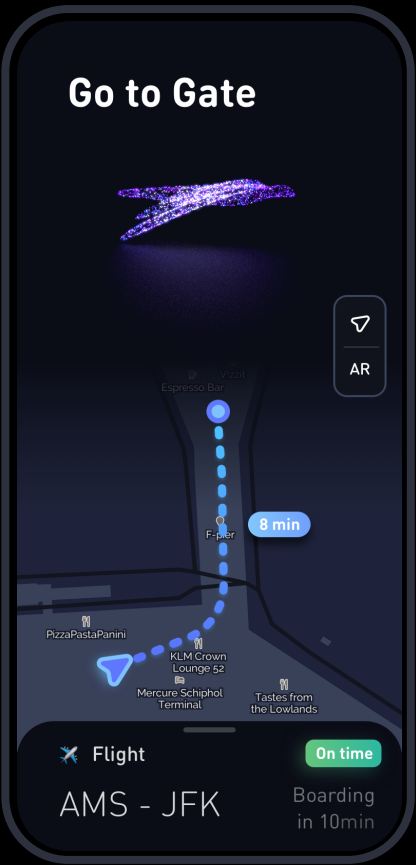 Go to Gate
AR
Espresso Bar
8 min
F-pier
PizzaPastaPanini
KLM Crown
Lounge 52
Mercure Schiphol
Terminal
Tastes from
the Lowlands
Flight
On time
AMS - JFK
Boarding
in 10min